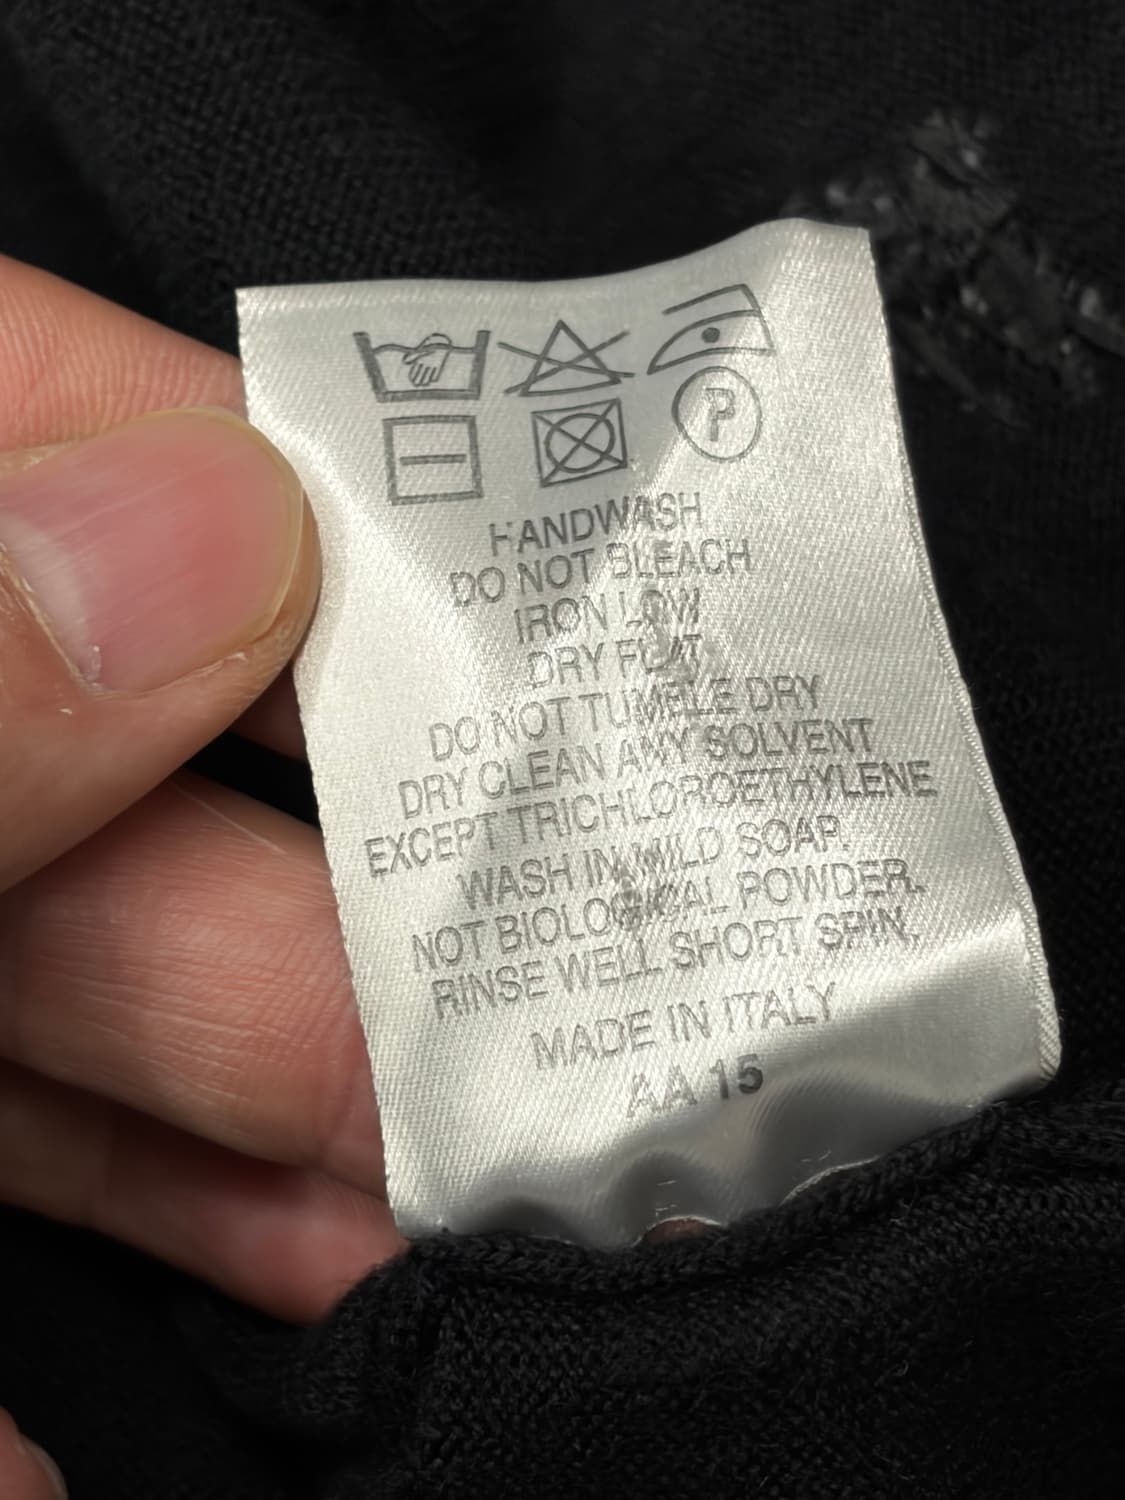 P
HANDWASH
DO NOT BLEACH
IRON LOW
DRY FLAT
DO NOT TUMBLE DRY
DRY CLEAN ANY SOLVENT
EXCEPT TRICHLOROETHYLENE
WASH IN MILD SOAP.
NOT BIOLOGICAL POWDER.
RINSE WELL SHORT SPIN.
MADE IN ITALY
AA 15